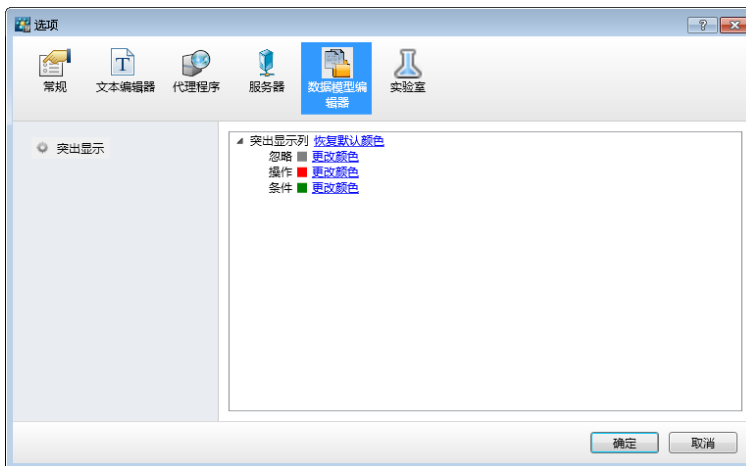 选项
常规
文本编辑器
代理程序
服务器
数据模型编
辑器
实验室
突出显示
突出显示列 恢复默认颜色
忽略 更改颜色
操作 更改颜色
条件 更改颜色
确定
取消